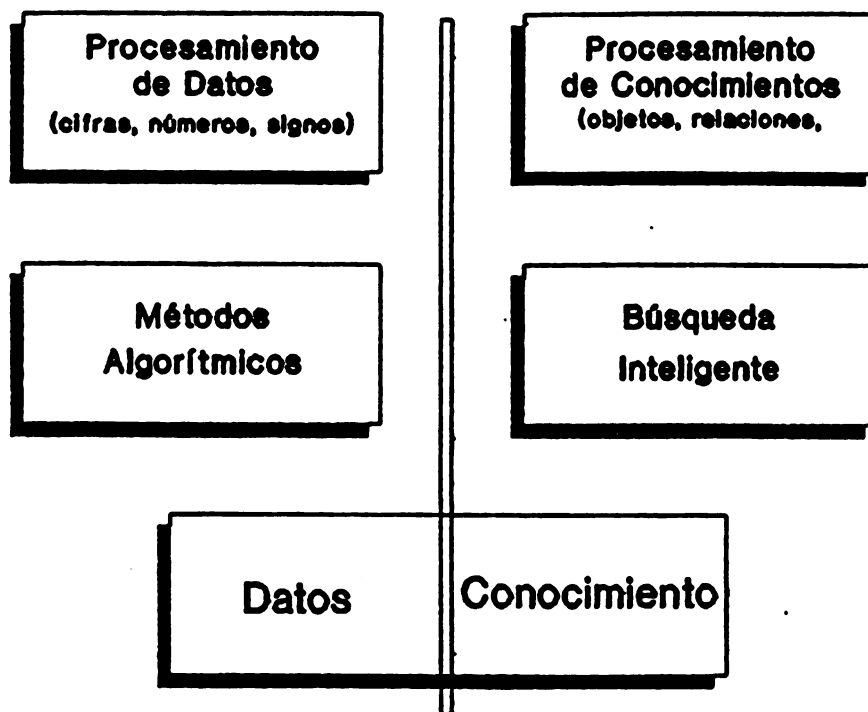 Procesamiento
de Datos
(cifras, números, signos)
Procesamiento
de Conocimientos
(objetos, relaciones,
Métodos
Algorítmicos
Búsqueda
Inteligente
Datos
Conocimiento